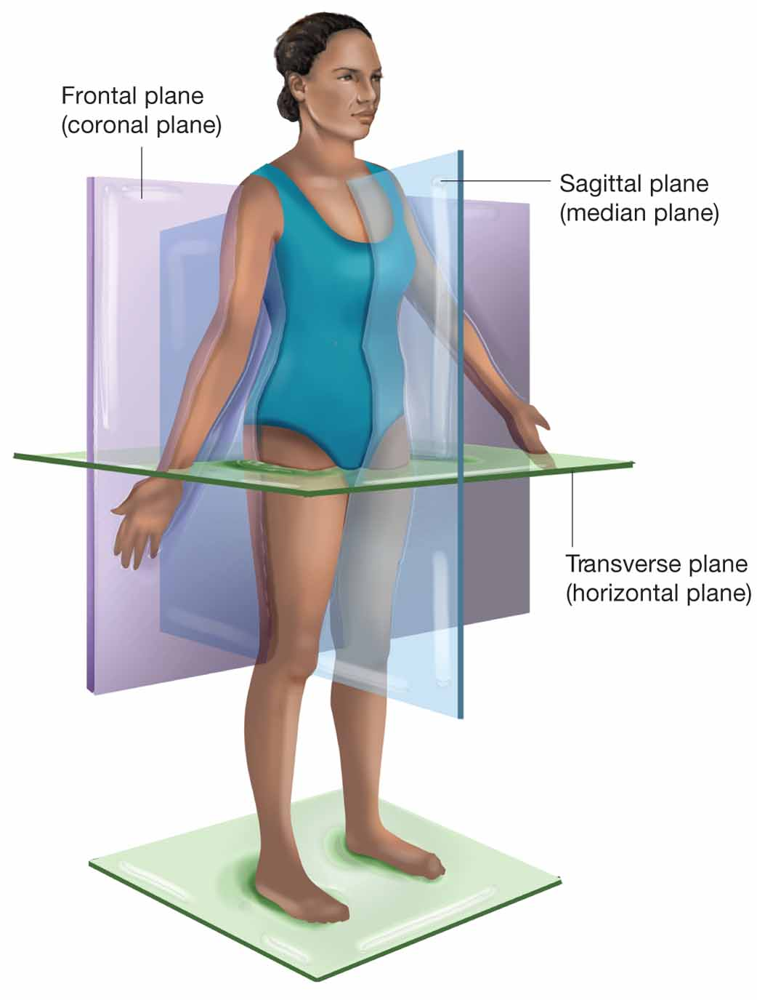 Frontal plane
(coronal plane)
Sagittal plane
(median plane)
Transverse plane
(horizontal plane)